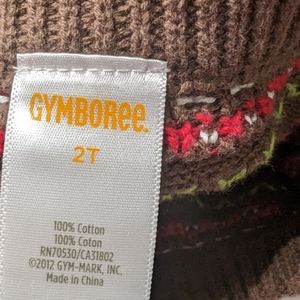 GYMBOREE
2T
100% Cotton
100% Coton
RN70530/CA31802
©2012 GYM-MARK, INC.
Made in China